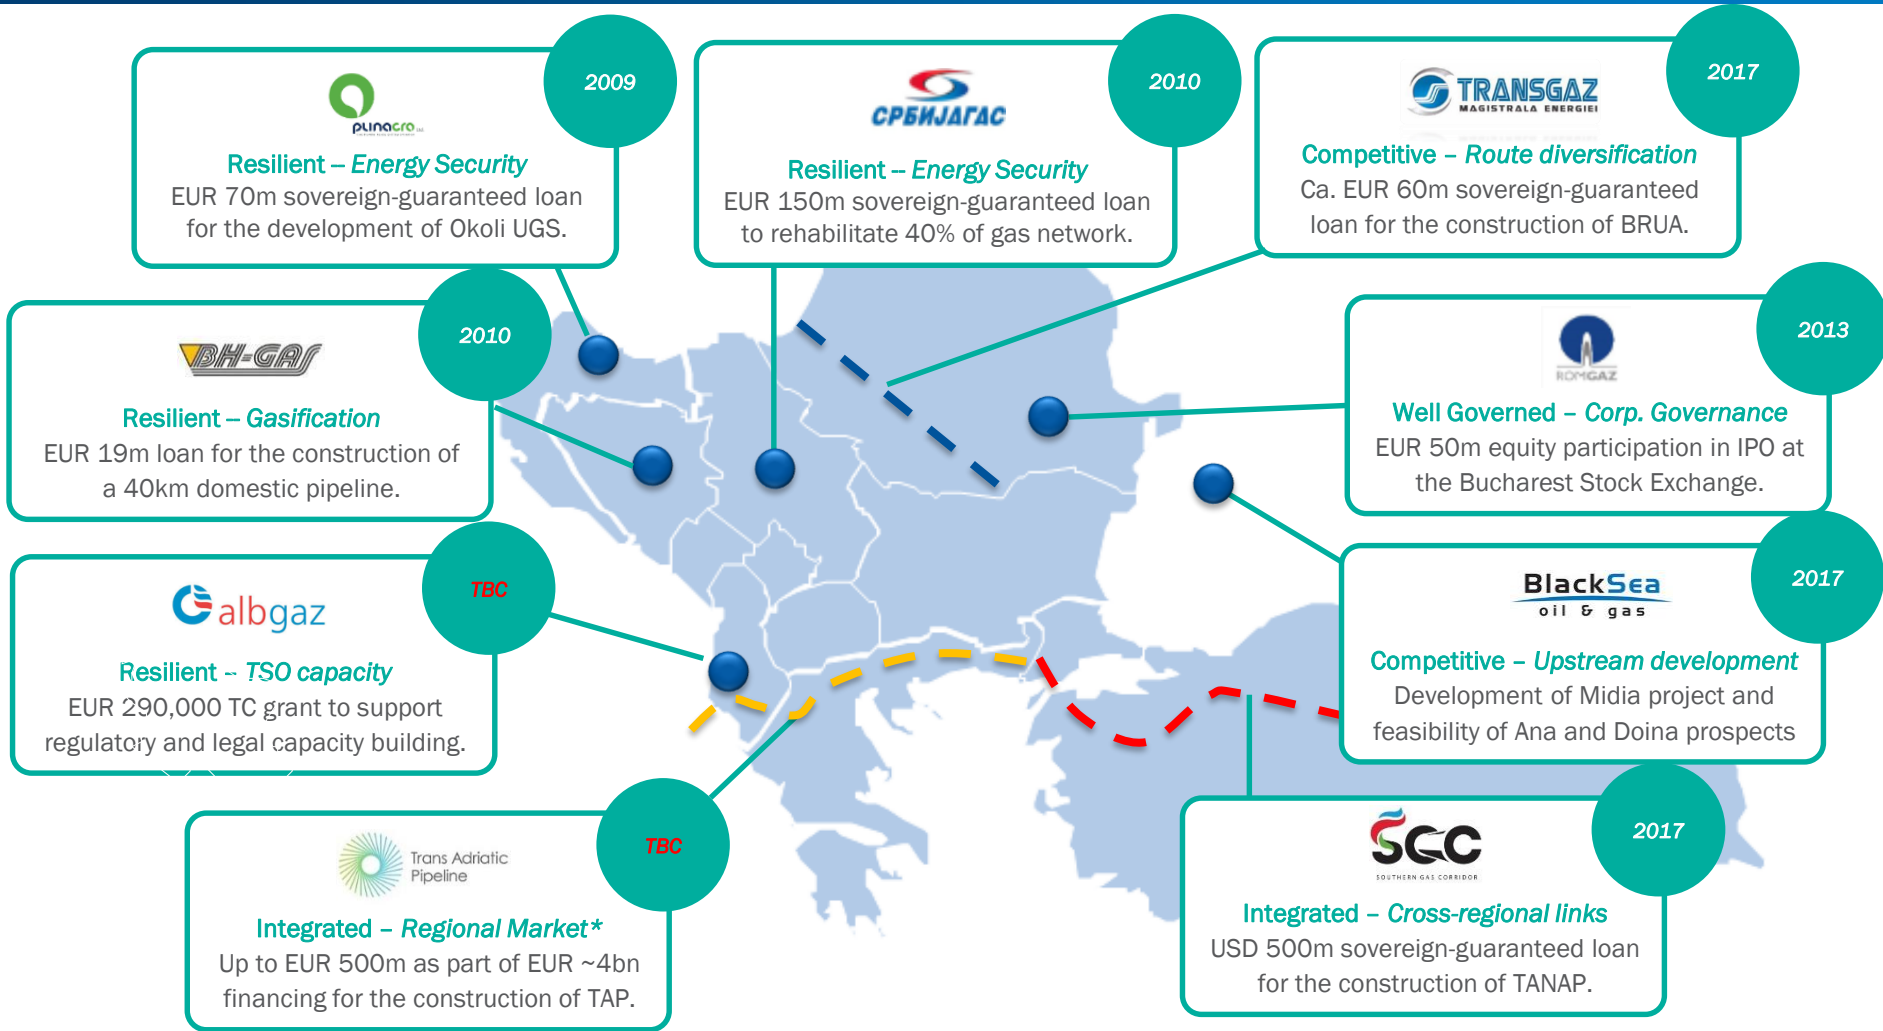 2009
plinacro
Resilient – Energy Security
EUR 70m sovereign-guaranteed loan
for the development of Okoli UGS.
2010
СРБИЈАГАС
Resilient – Energy Security
EUR 150m sovereign-guaranteed loan
to rehabilitate 40% of gas network.
2017
TRANSGAZ
MAGISTRALA ENERGIEI
Competitive – Route diversification
Ca. EUR 60m sovereign-guaranteed
loan for the construction of BRUA.
2010
BH-GAS
Resilient – Gasification
EUR 19m loan for the construction of
a 40km domestic pipeline.
2013
ROMGAZ
Well Governed – Corp. Governance
EUR 50m equity participation in IPO at
the Bucharest Stock Exchange.
TBC
albgaz
Resilient – TSO capacity
EUR 290,000 TC grant to support
regulatory and legal capacity building.
2017
BlackSea
oil & gas
Competitive – Upstream development
Development of Midia project and
feasibility of Ana and Doina prospects
TBC
Trans Adriatic
Pipeline
Integrated – Regional Market*
Up to EUR 500m as part of EUR ~4bn
financing for the construction of TAP.
2017
SGC
SOUTHERN GAS CORRIDOR
Integrated – Cross-regional links
USD 500m sovereign-guaranteed loan
for the construction of TANAP.